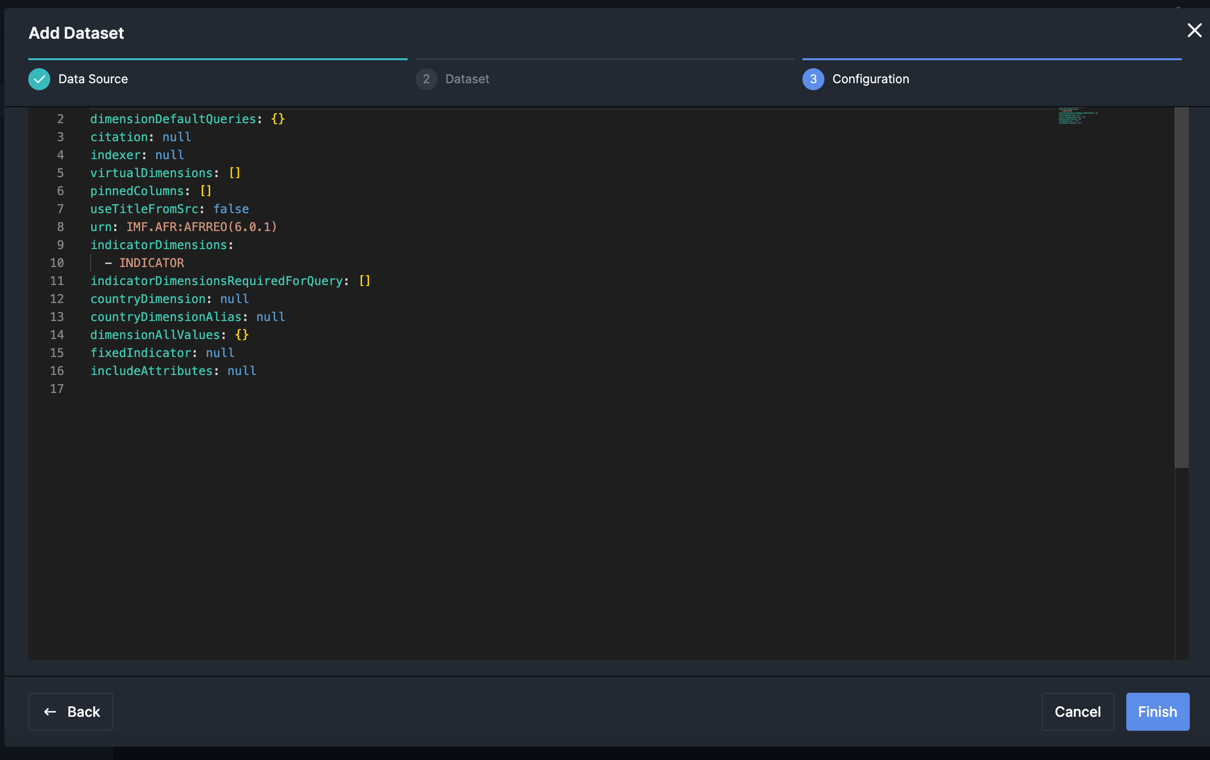 Add Dataset
Data Source
2 Dataset
3 Configuration
2 dimensionDefaultQueries: {}
3 citation: null
4 indexer: null
5 virtualDimensions: []
6 pinnedColumns: []
7 useTitleFromSrc: false
8 urn: IMF.AFR:AFRREO(6.0.1)
9 indicatorDimensions:
10 - INDICATOR
11 indicatorDimensionsRequiredForQuery: []
12 countryDimension: null
13 countryDimensionAlias: null
14 dimensionAllValues: {}
15 fixedIndicator: null
16 includeAttributes: null
17
← Back
Cancel
Finish